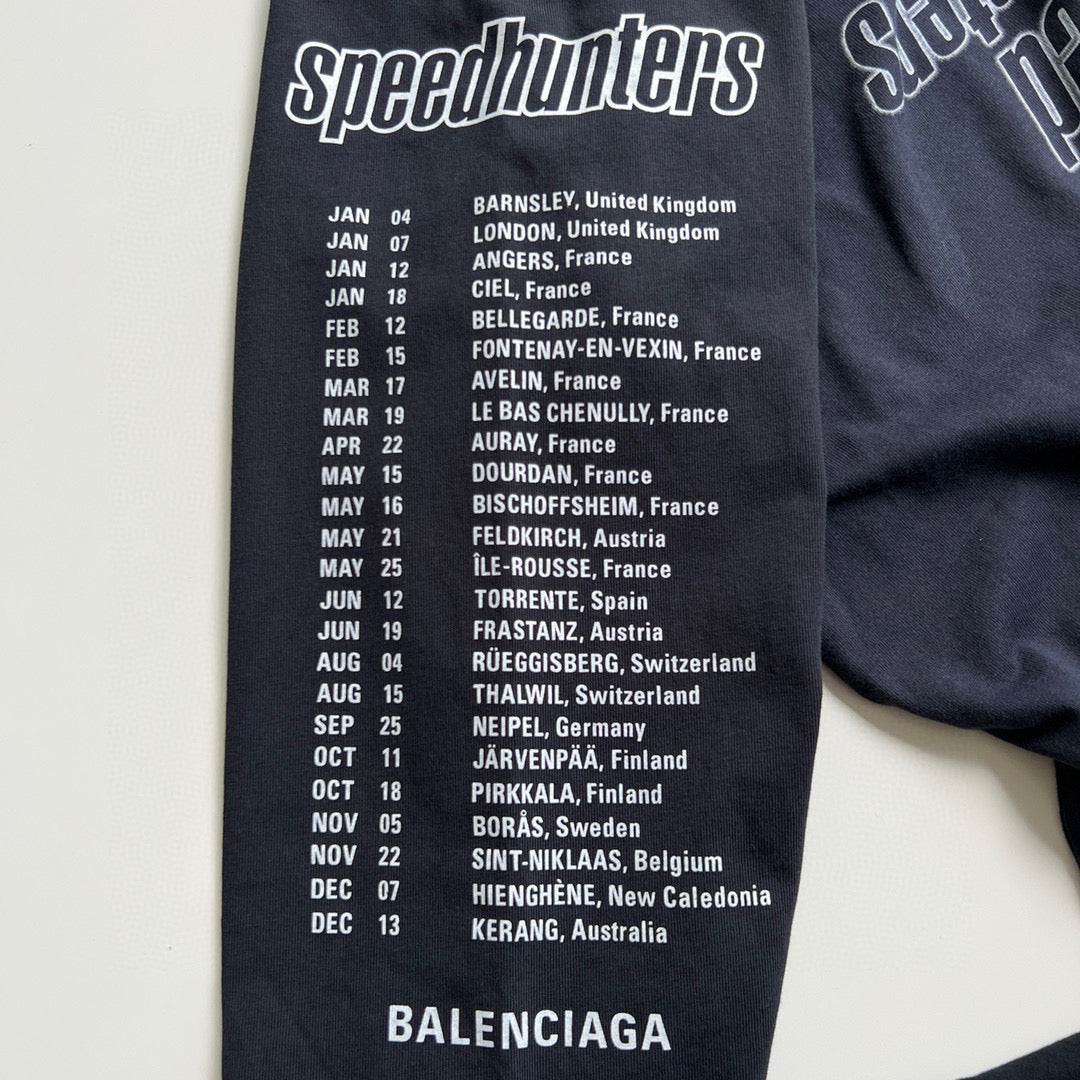 speedhunters
JAN 04 BARNSLEY, United Kingdom
JAN 07 LONDON, United Kingdom
JAN 12 ANGERS, France
JAN 18 CIEL, France
FEB 12 BELLEGARDE, France
FEB 15 FONTENAY-EN-VEXIN, France
MAR 17 AVELIN, France
MAR 19 LE BAS CHENULLY, France
APR 22 AURAY, France
MAY 15 DOURDAN, France
MAY 16 BISCHOFFSHEIM, France
MAY 21 FELDKIRCH, Austria
MAY 25 ÎLE-ROUSSE, France
JUN 12 TORRENTE, Spain
JUN 19 FRASTANZ, Austria
AUG 04 RÜEGGISBERG, Switzerland
AUG 15 THALWIL, Switzerland
SEP 25 NEIPEL, Germany
OCT 11 JÄRVENPÄÄ, Finland
OCT 18 PIRKKALA, Finland
NOV 05 BORÅS, Sweden
NOV 22 SINT-NIKLAAS, Belgium
DEC 07 HIENGHÈNE, New Caledonia
DEC 13 KERANG, Australia
BALENCIAGA